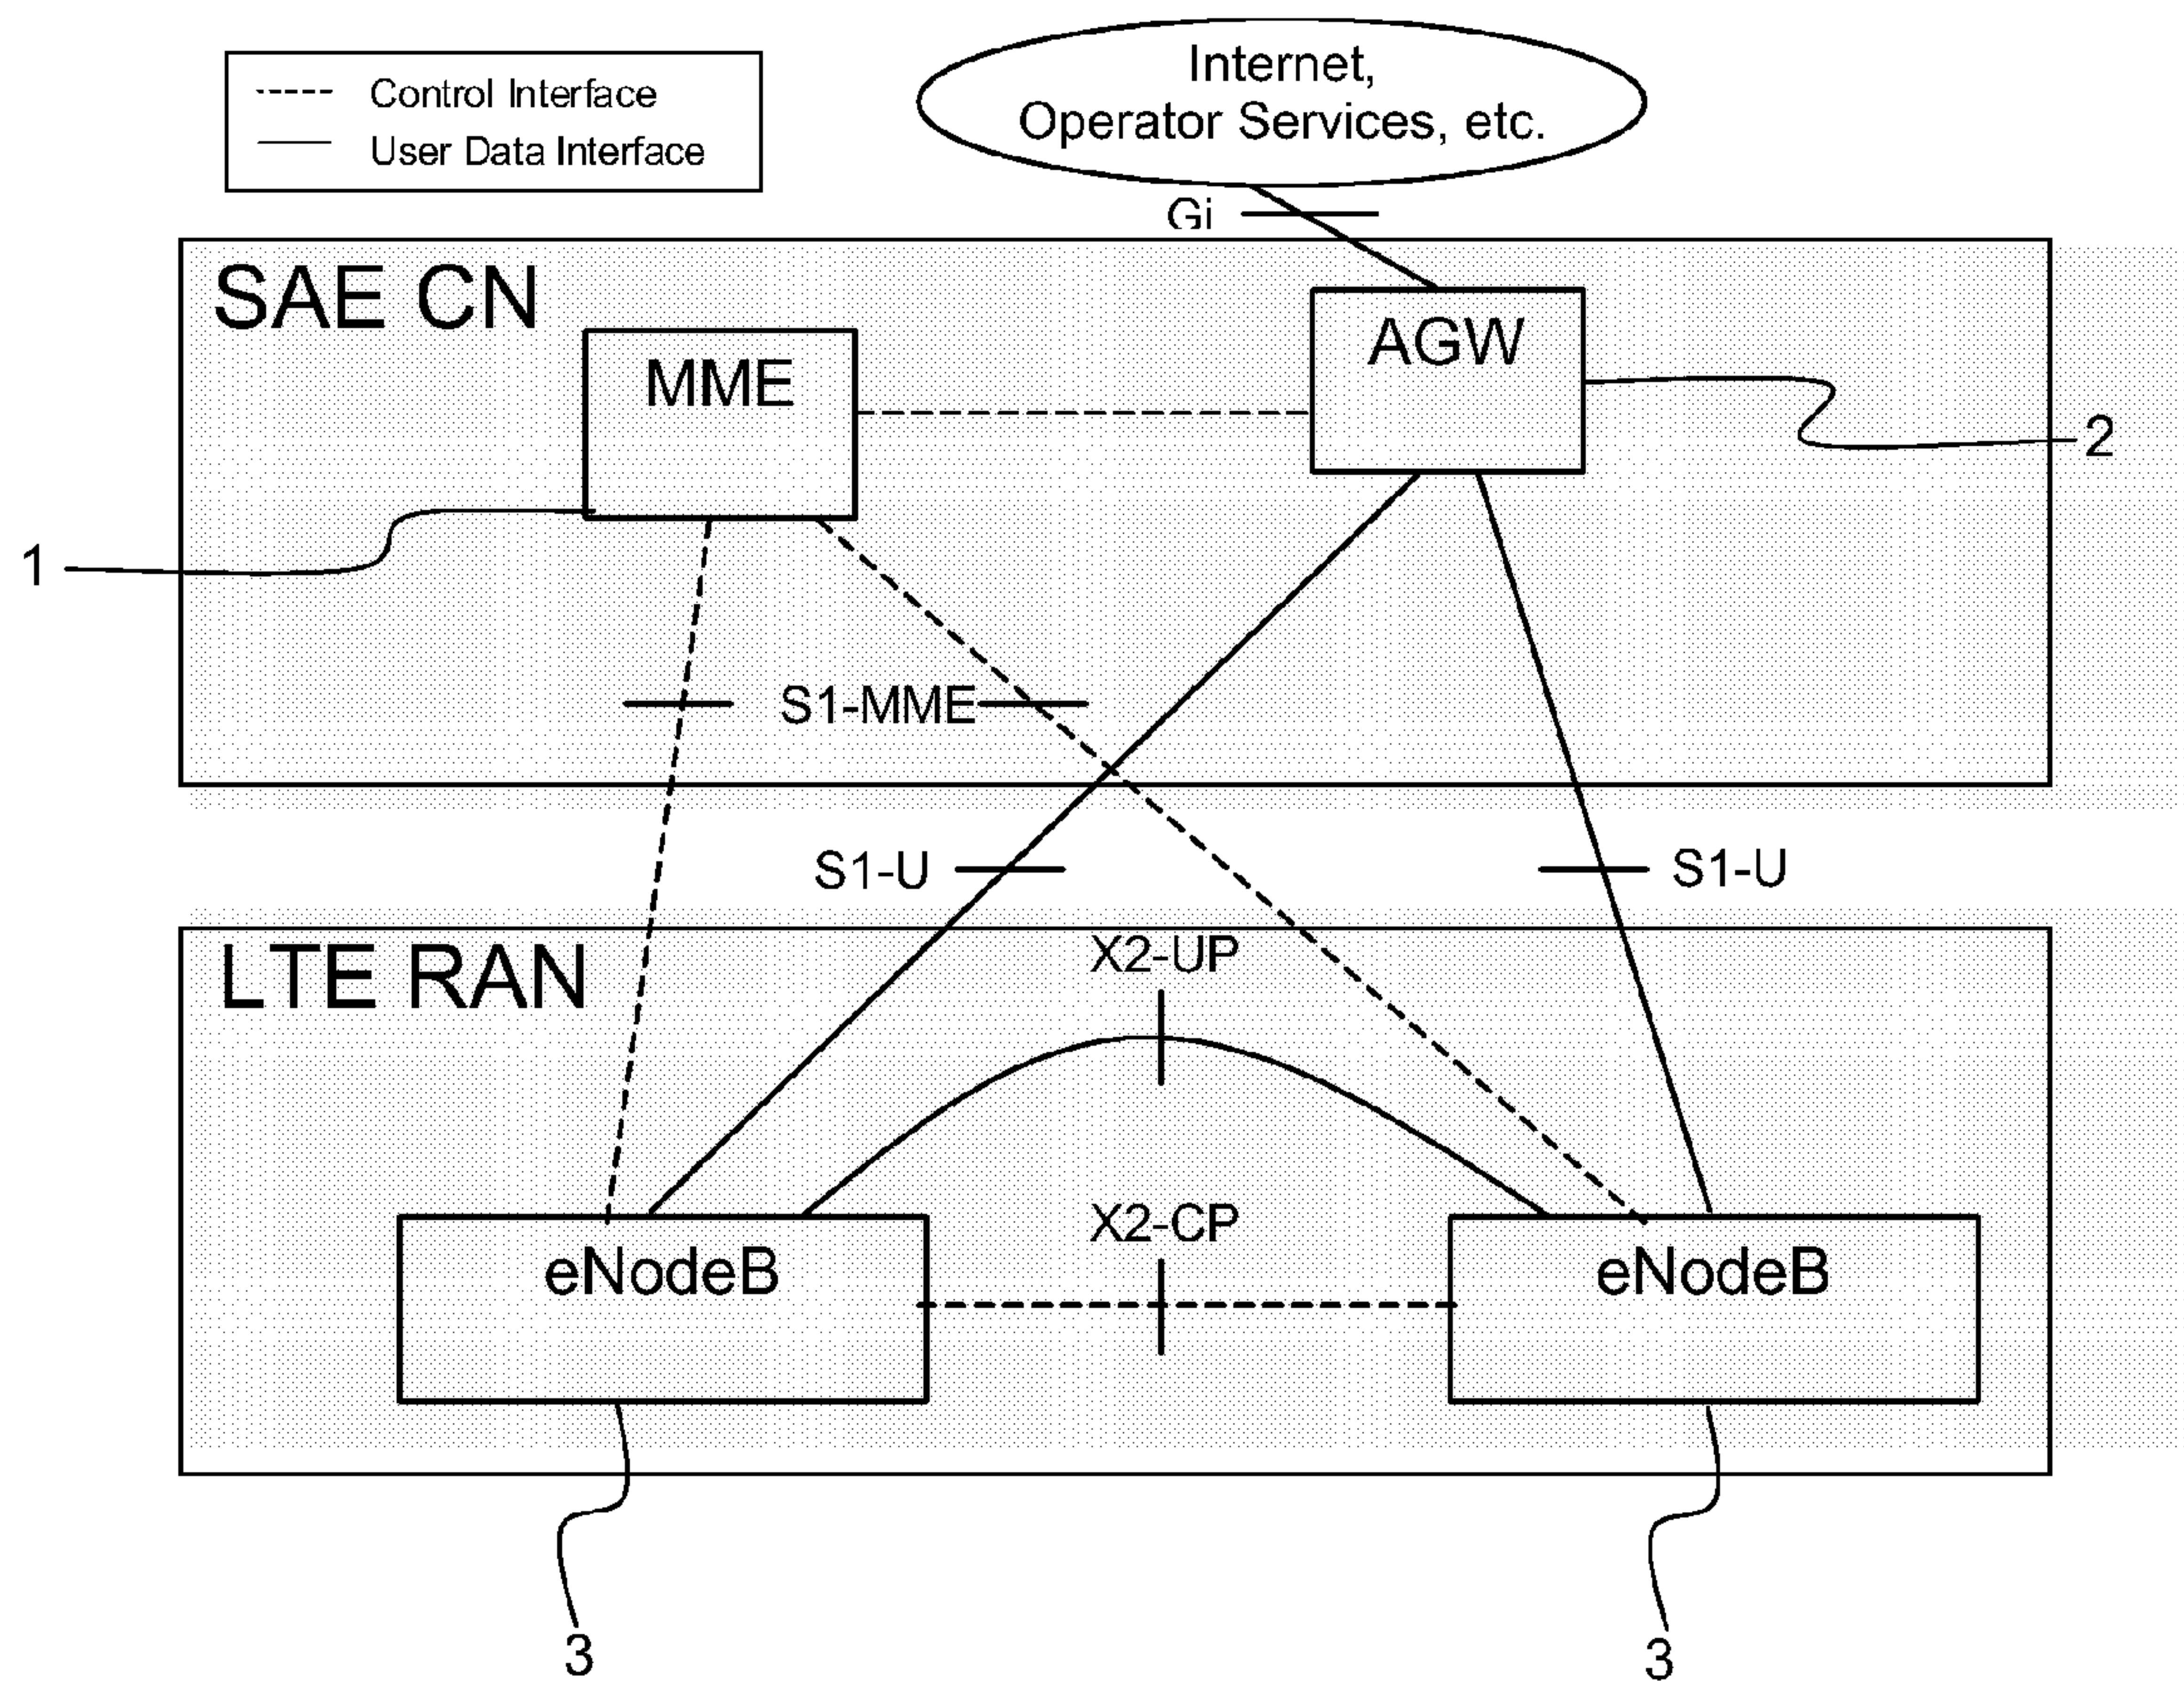 Control Interface
User Data Interface
Internet,
Operator Services, etc.
Gi
SAE CN
MME
AGW
2
1
S1-MME
S1-U
S1-U
LTE RAN
X2-UP
X2-CP
eNodeB
eNodeB
3
3